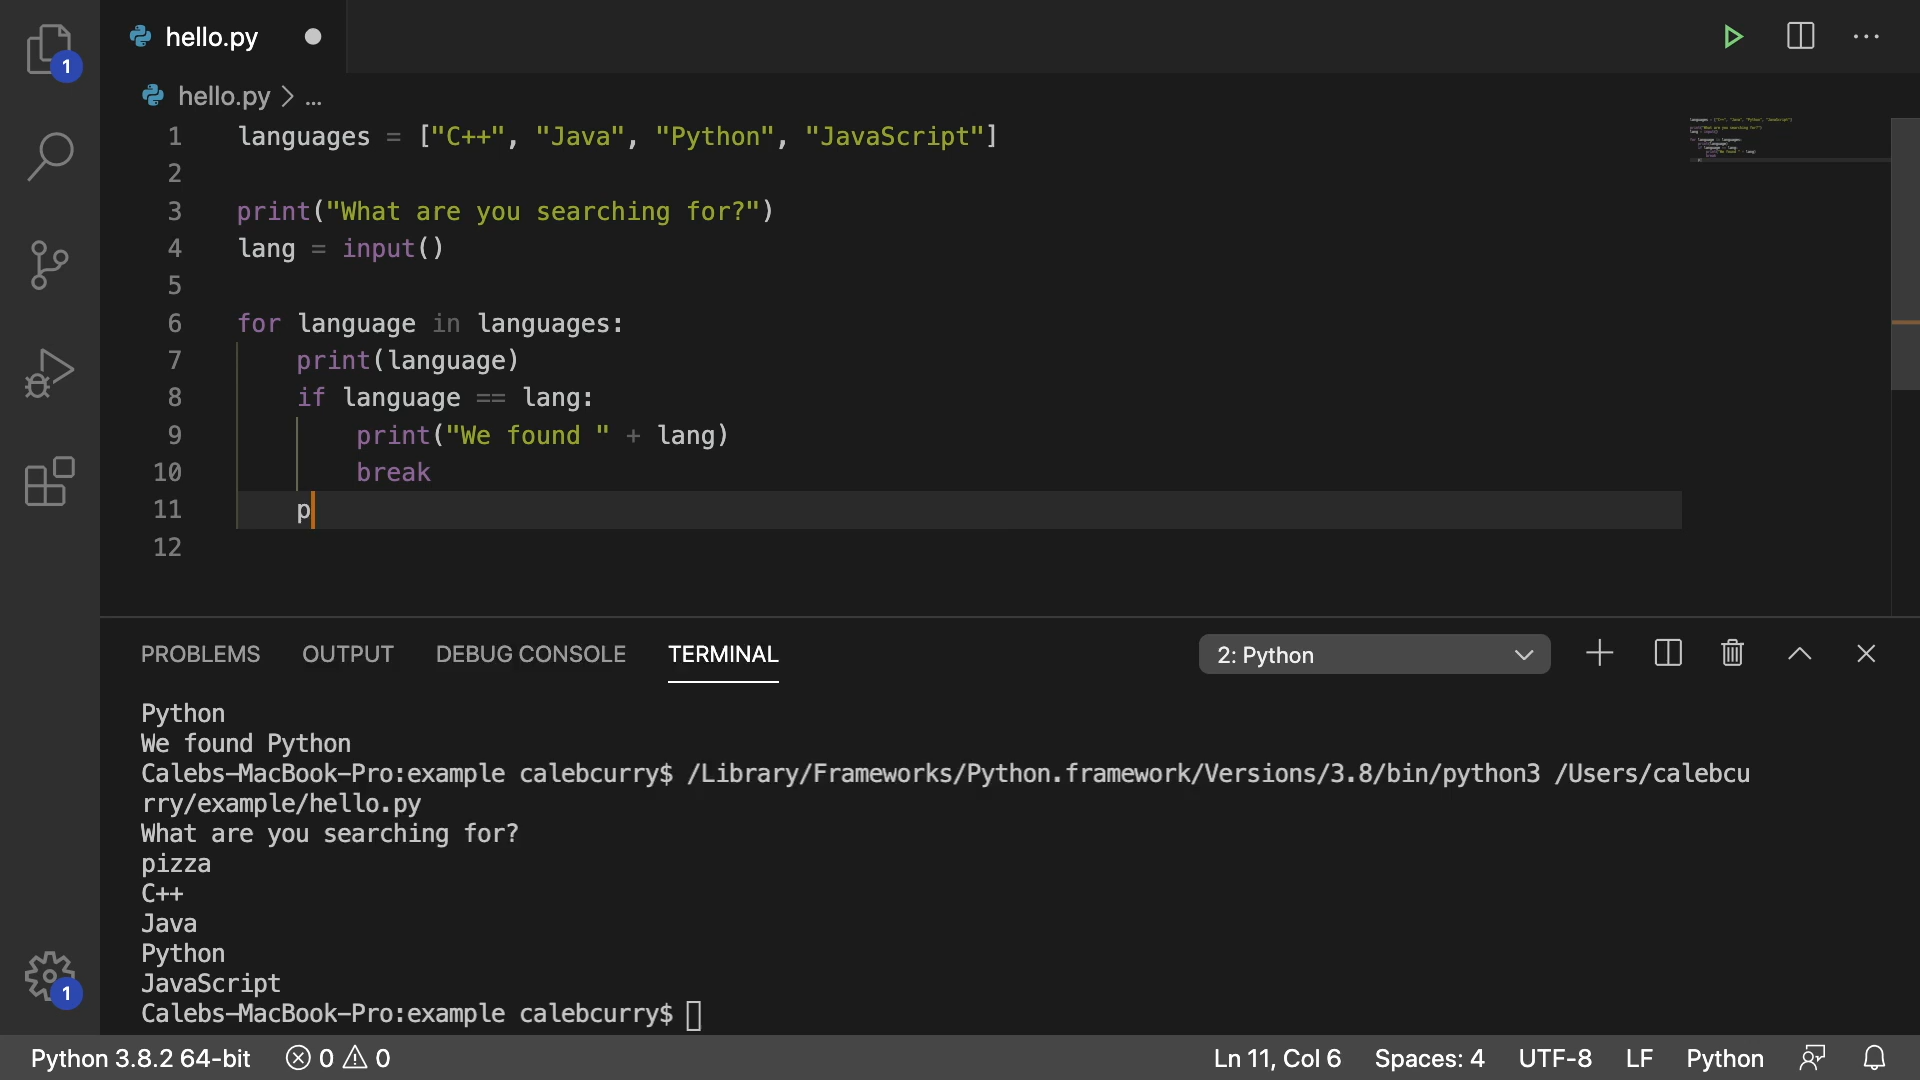 hello.py
hello.py > ...
1 languages = ["C++", "Java", "Python", "JavaScript"]
2
3 print("What are you searching for?")
4 lang = input()
5
6 for language in languages:
7     print(language)
8     if language == lang:
9         print("We found " + lang)
10         break
11     p
12
1
PROBLEMS OUTPUT DEBUG CONSOLE TERMINAL 2: Python
Python
We found Python
Calebs-MacBook-Pro:example calebcurry$ /Library/Frameworks/Python.framework/Versions/3.8/bin/python3 /Users/calebcu
rry/example/hello.py
What are you searching for?
pizza
C++
Java
Python
JavaScript
Calebs-MacBook-Pro:example calebcurry$
1
Python 3.8.2 64-bit 0 0 Ln 11, Col 6 Spaces: 4 UTF-8 LF Python